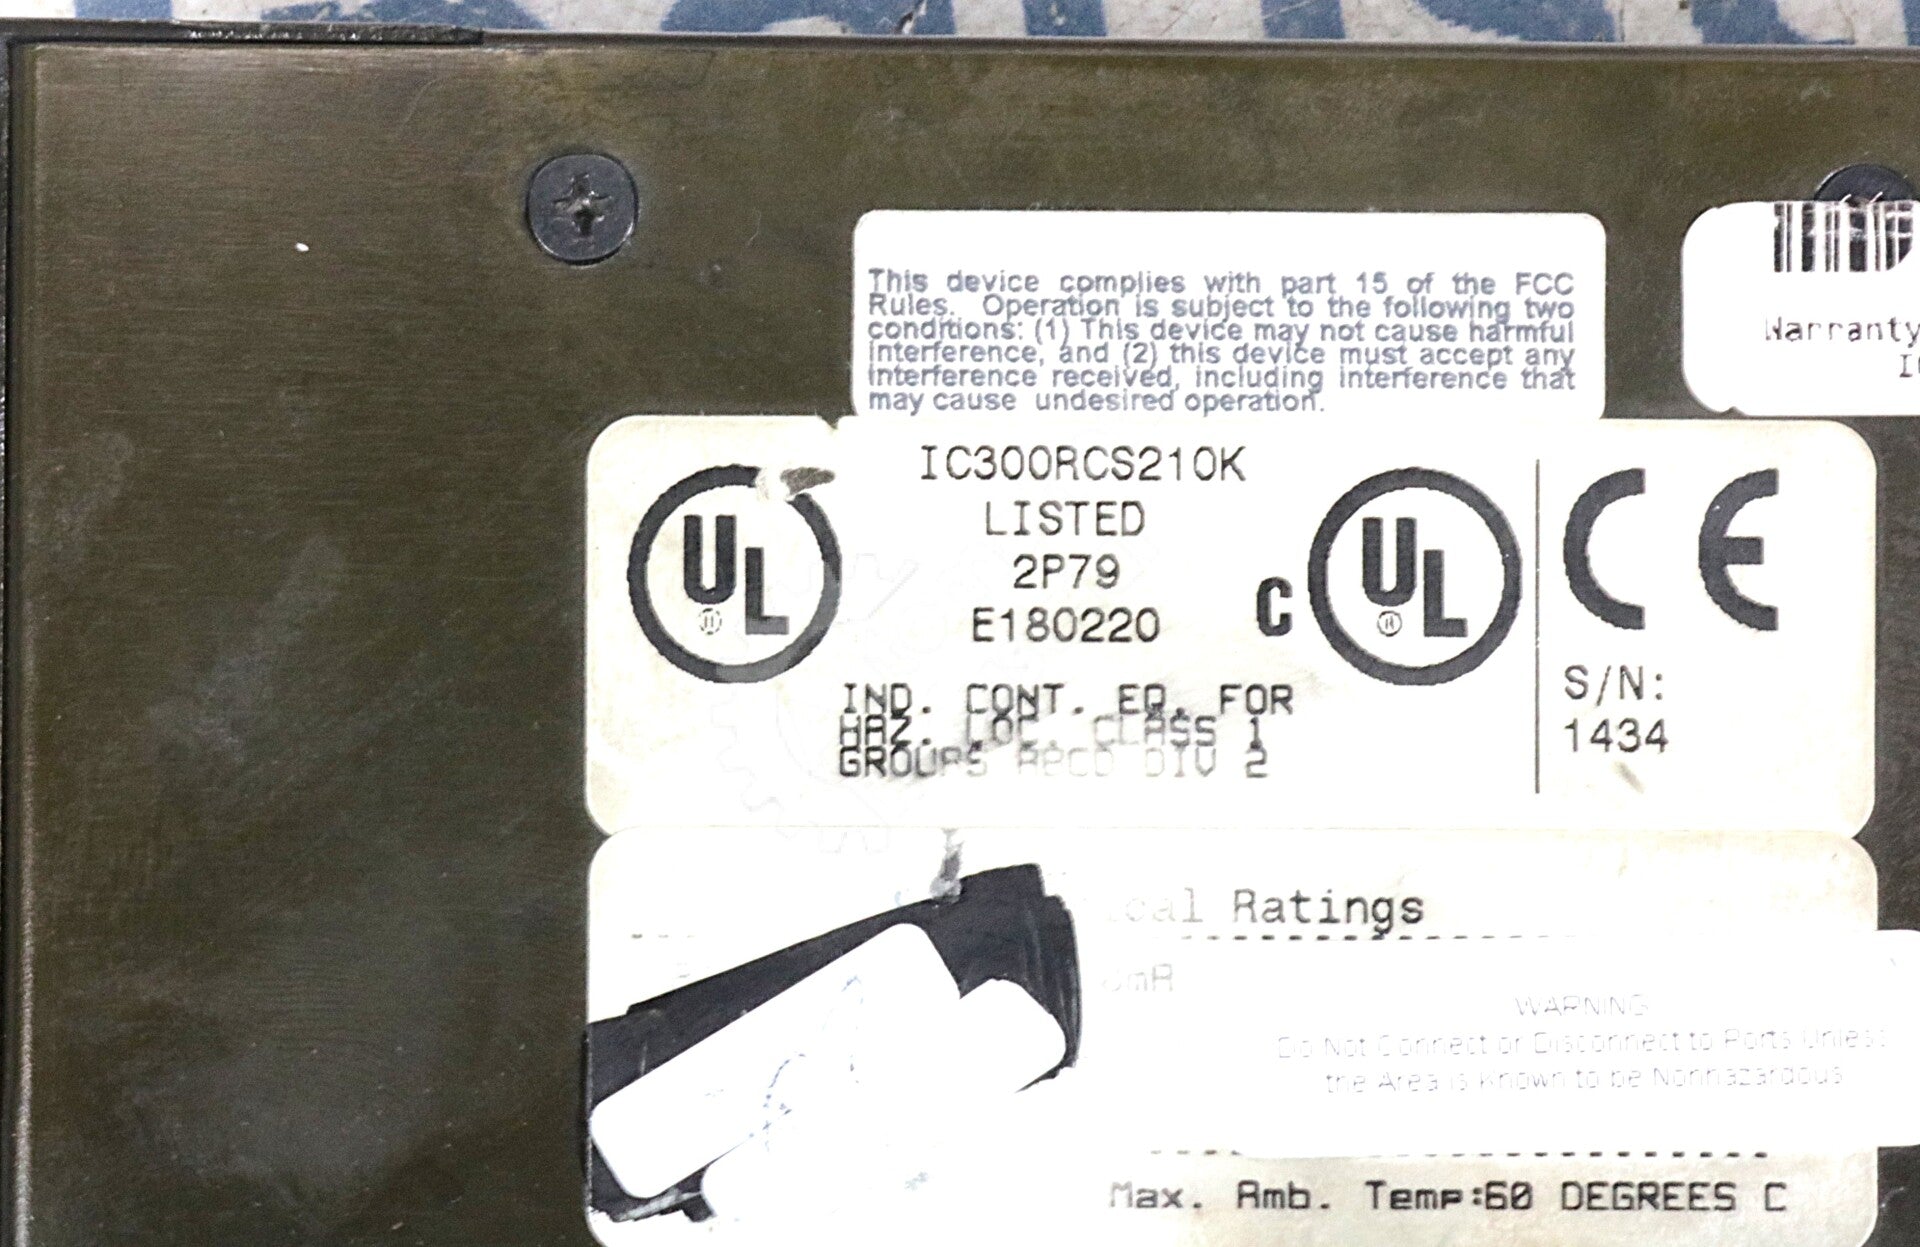 This device complies with part 15 of the FCC
Rules. Operation is subject to the following two
conditions: (1) This device may not cause harmful
interference, and (2) this device must accept any
interference received, including interference that
may cause undesired operation.
Warranty
IC300RCS210K
LISTED
2P79
E180220
UL
C UL
CE
IND. CONT. EQ. FOR
HAZ. LOC. CLASS 1
GROUPS ABCD DIV 2
S/N:
1434
Ratings
WARNING
Do Not Connect or Disconnect to Ports Unless
the Area is Known to be Nonhazardous
Max. Amb. Temp:60 DEGREES C